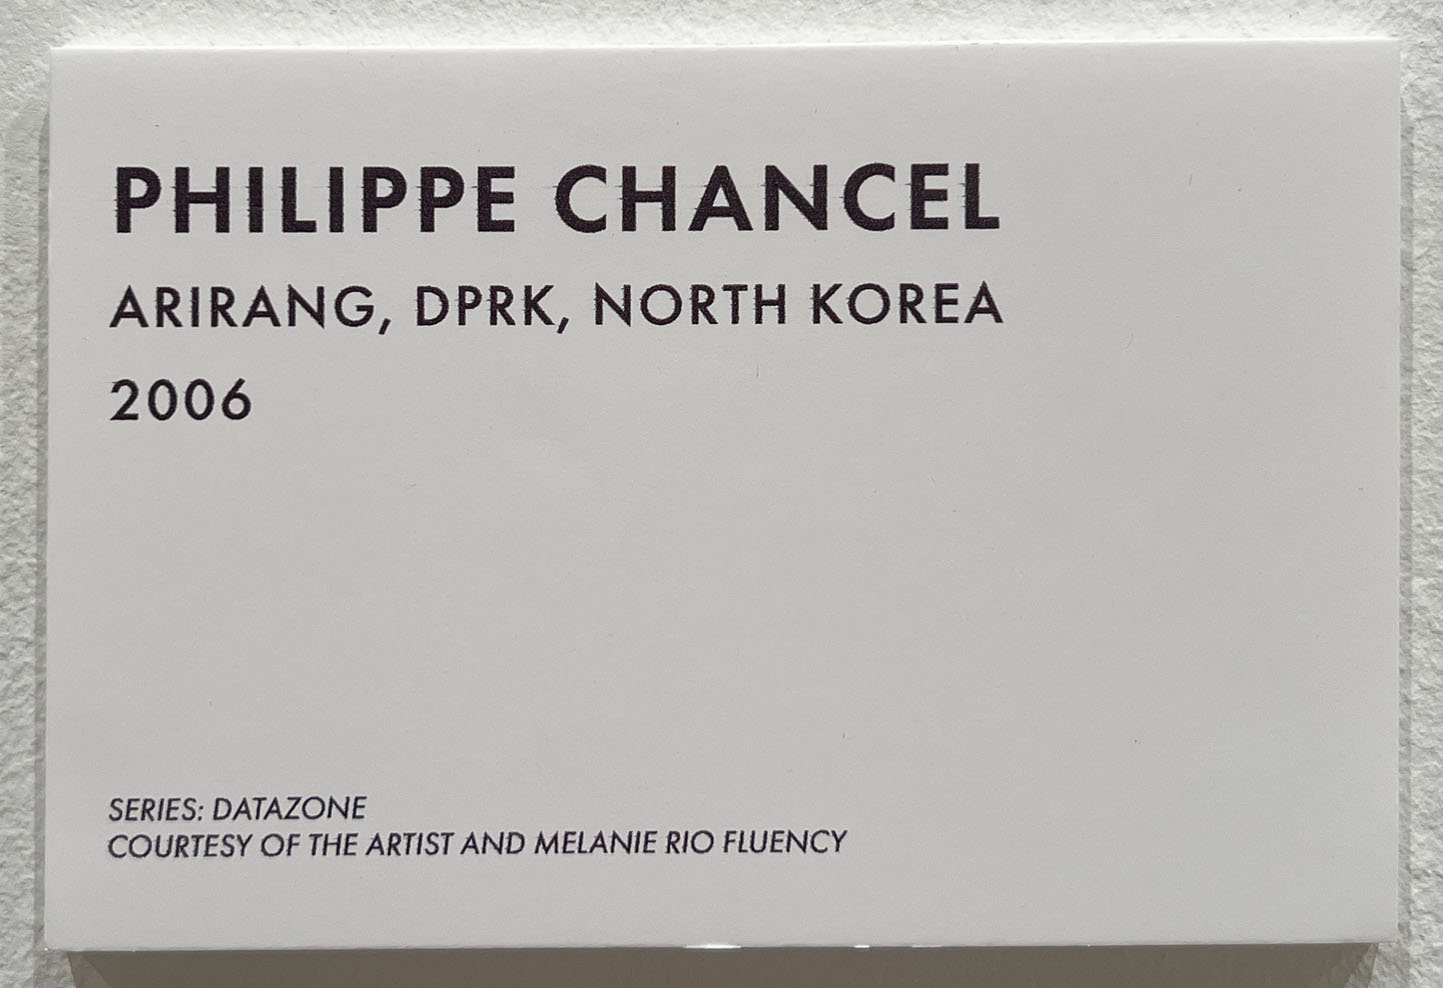 PHILIPPE CHANCEL
ARIRANG, DPRK, NORTH KOREA
2006
SERIES: DATAZONE
COURTESY OF THE ARTIST AND MELANIE RIO FLUENCY